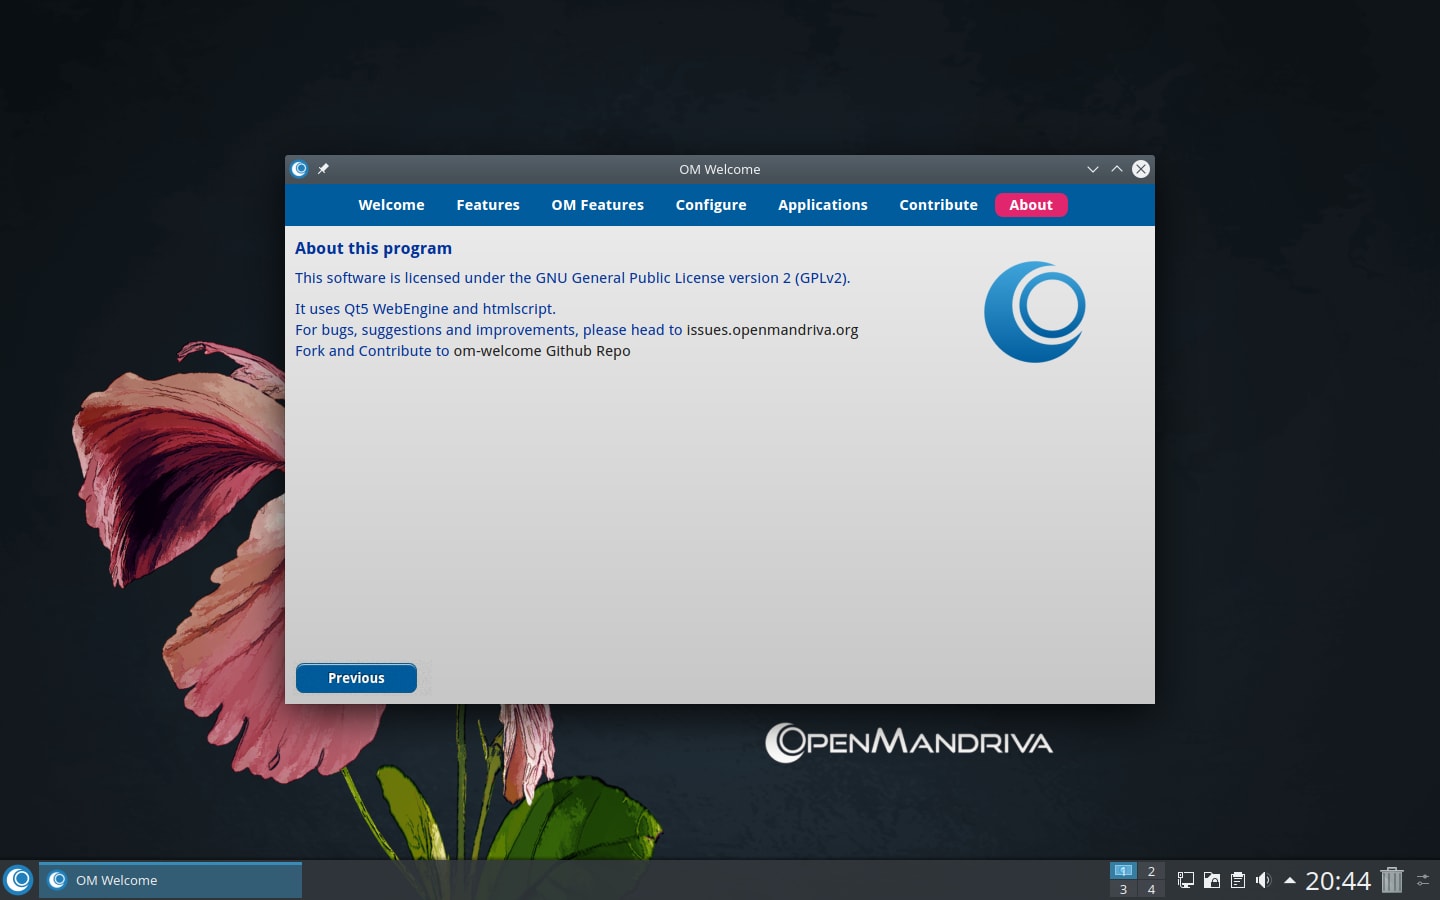 OM Welcome
Welcome Features OM Features Configure Applications Contribute About
About this program
This software is licensed under the GNU General Public License version 2 (GPLv2).
It uses Qt5 WebEngine and htmlscript.
For bugs, suggestions and improvements, please head to issues.openmandriva.org
Fork and Contribute to om-welcome Github Repo
Previous
OPENMANDRIVA
OM Welcome
1 2
3 4
20:44